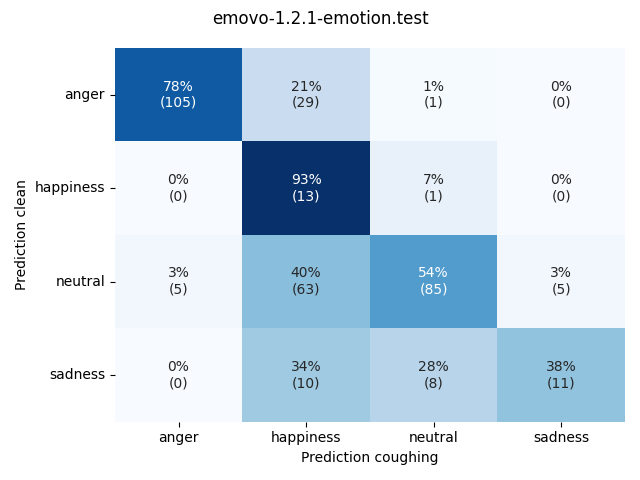 emovo-1.2.1-emotion.test
Prediction clean
anger
78%
(105)
21%
(29)
1%
(1)
0%
(0)
happiness
0%
(0)
93%
(13)
7%
(1)
0%
(0)
neutral
3%
(5)
40%
(63)
54%
(85)
3%
(5)
sadness
0%
(0)
34%
(10)
28%
(8)
38%
(11)
anger
happiness
neutral
sadness
Prediction coughing